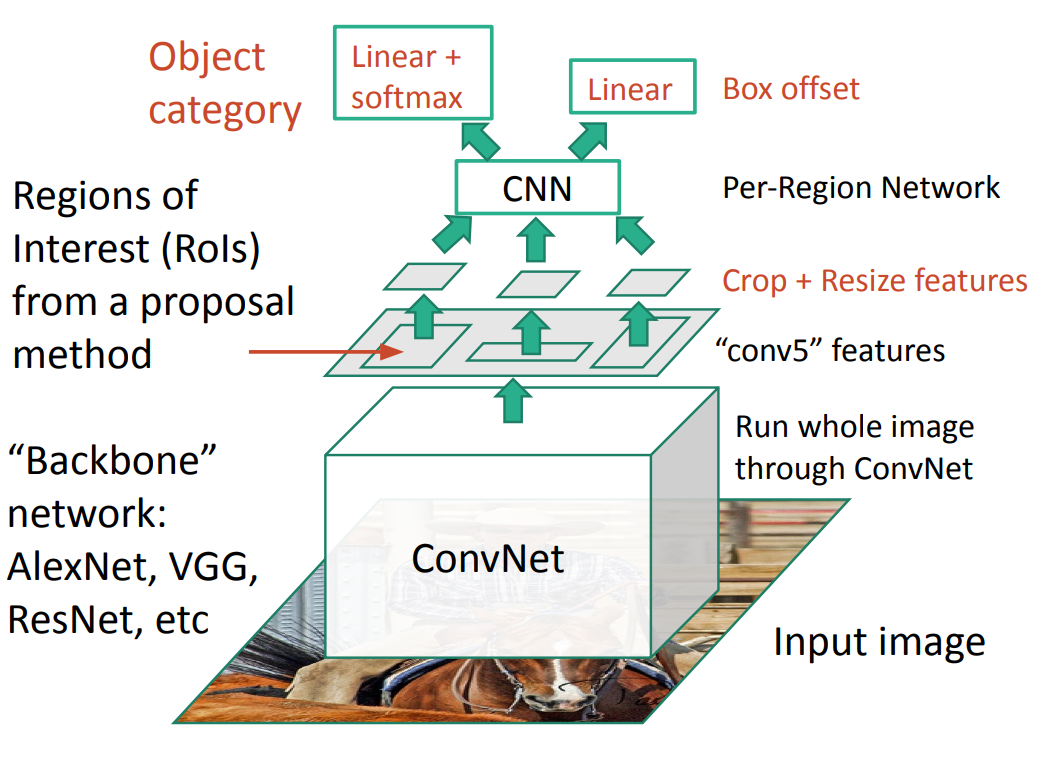 Object
category
Linear +
softmax
Linear
Box offset
CNN
Per-Region Network
Regions of
Interest (RoIs)
from a proposal
method
Crop + Resize features
“conv5” features
Run whole image
through ConvNet
“Backbone”
network:
AlexNet, VGG,
ResNet, etc
ConvNet
Input image